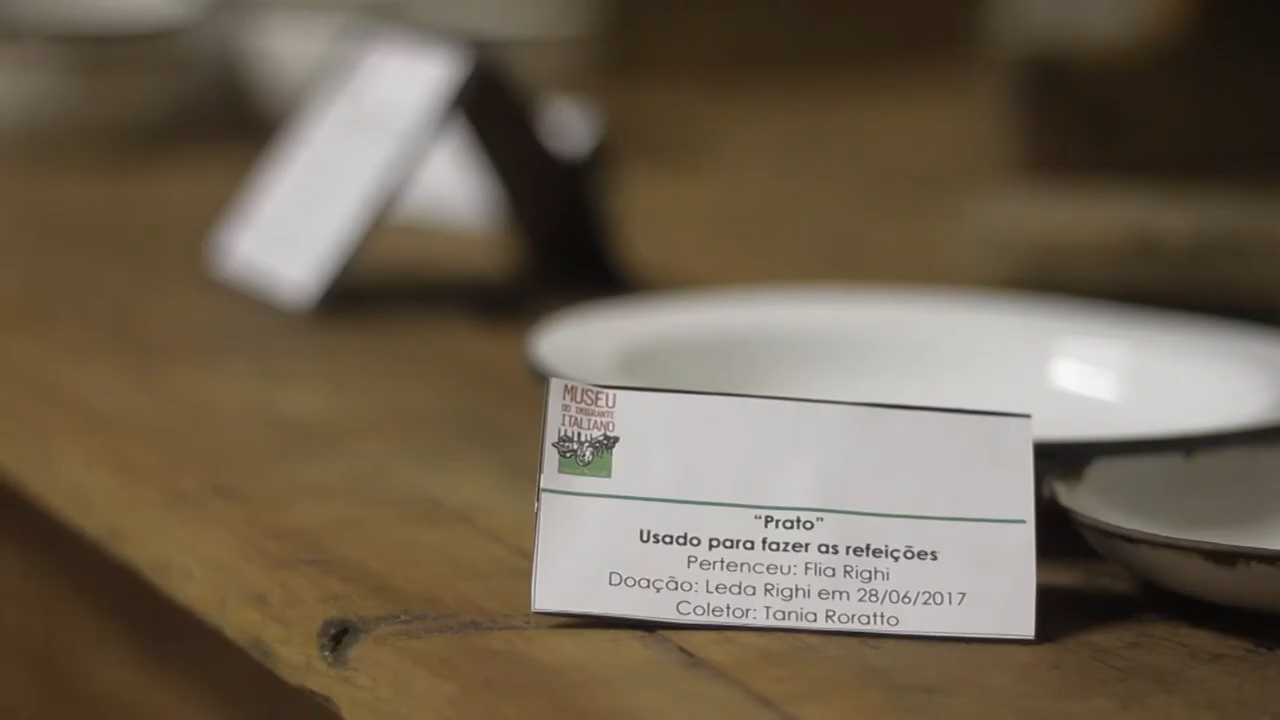 MUSEU
DO IMIGRANTE
ITALIANO
“Prato”
Usado para fazer as refeições
Pertenceu: Flia Righi
Doação: Leda Righi em 28/06/2017
Coletor: Tania Roratto